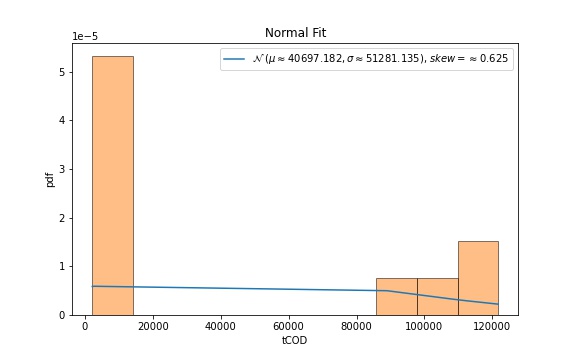 Normal Fit
1e−5
𝒩 (μ ≈ 40697.182, σ ≈ 51281.135), skew = ≈ 0.625
5
4
3
2
1
0
pdf
0 20000 40000 60000 80000 100000 120000
tCOD